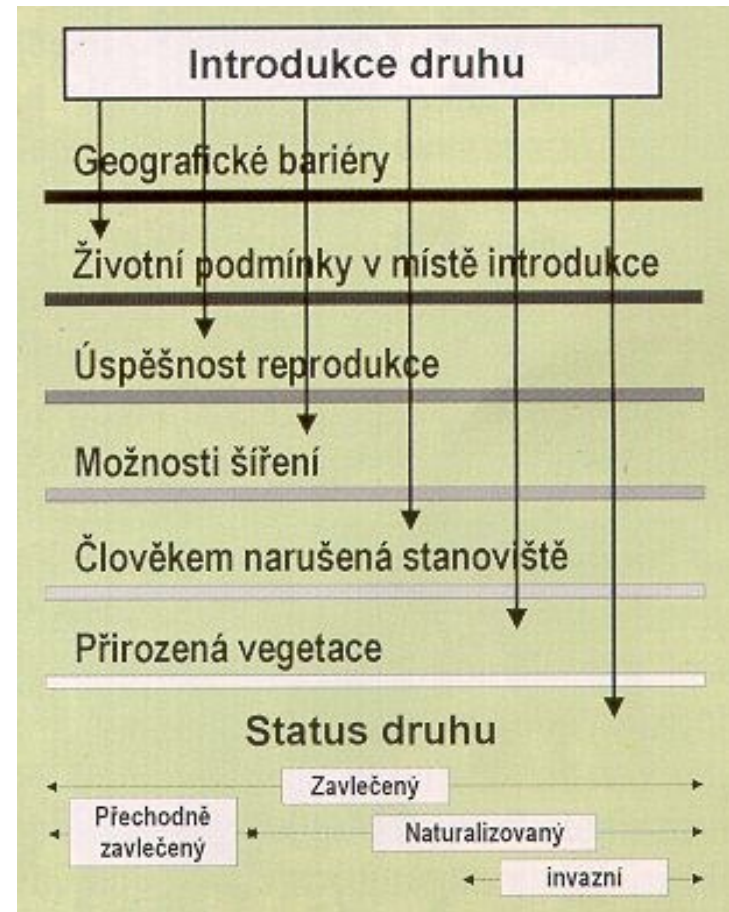 Introdukce druhu
Geografické bariéry
Životní podmínky v místě introdukce
Úspěšnost reprodukce
Možnosti šíření
Člověkem narušená stanoviště
Přirozená vegetace
Status druhu
Zavlečený
Přechodně
zavlečený
Naturalizovaný
invazní